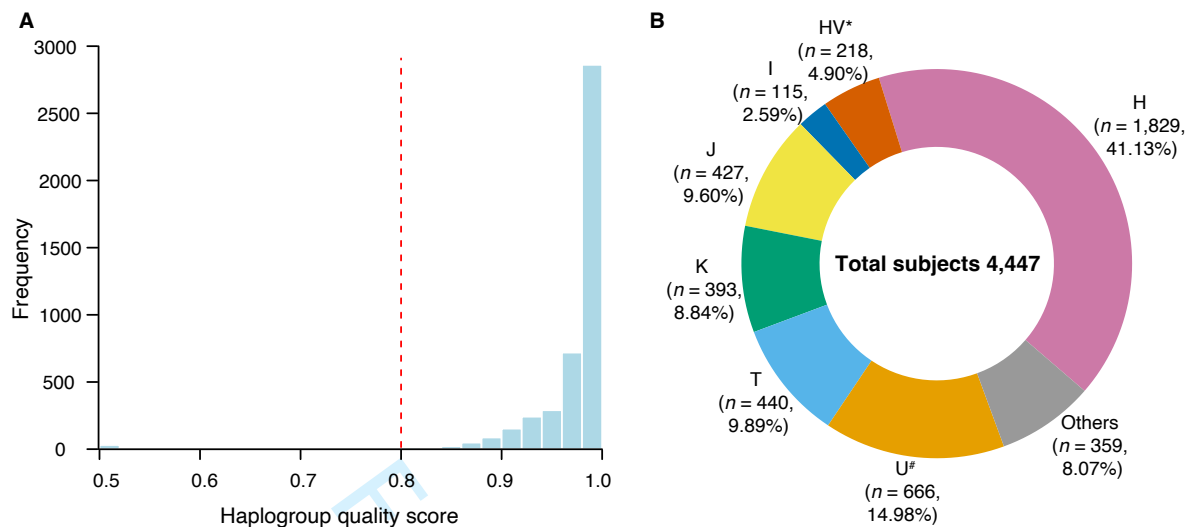 A
3000
2500
2000
1500
1000
500
0
Frequency
0.5
0.6
0.7
0.8
0.9
1.0
Haplogroup quality score
B
HV*
(n = 218,
4.90%)
I
(n = 115,
2.59%)
J
(n = 427,
9.60%)
K
(n = 393,
8.84%)
T
(n = 440,
9.89%)
U#
(n = 666,
14.98%)
Others
(n = 359,
8.07%)
H
(n = 1,829,
41.13%)
Total subjects 4,447